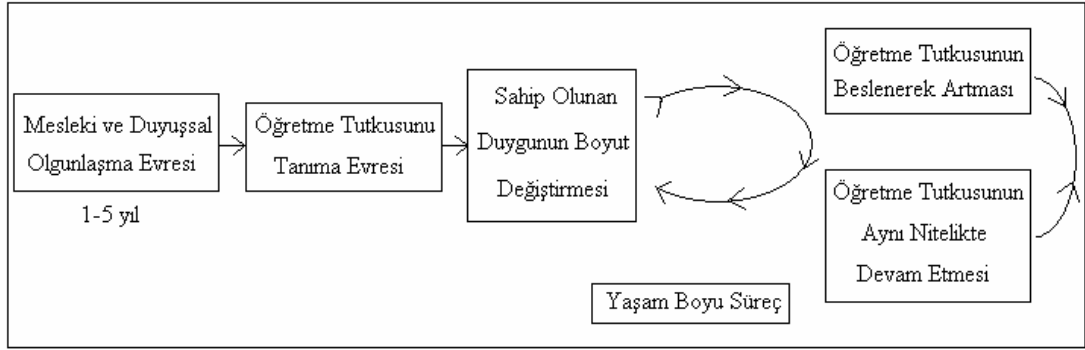 Mesleki ve Duyuşsal
Olgunlaşma Evresi
1-5 yıl
Öğretme Tutkusunu
Tanıma Evresi
Sahip Olunan
Duygunun Boyut
Değiştirmesi
Öğretme Tutkusunun
Beslenerek Artması
Öğretme Tutkusunun
Aynı Nitelikte
Devam Etmesi
Yaşam Boyu Süreç